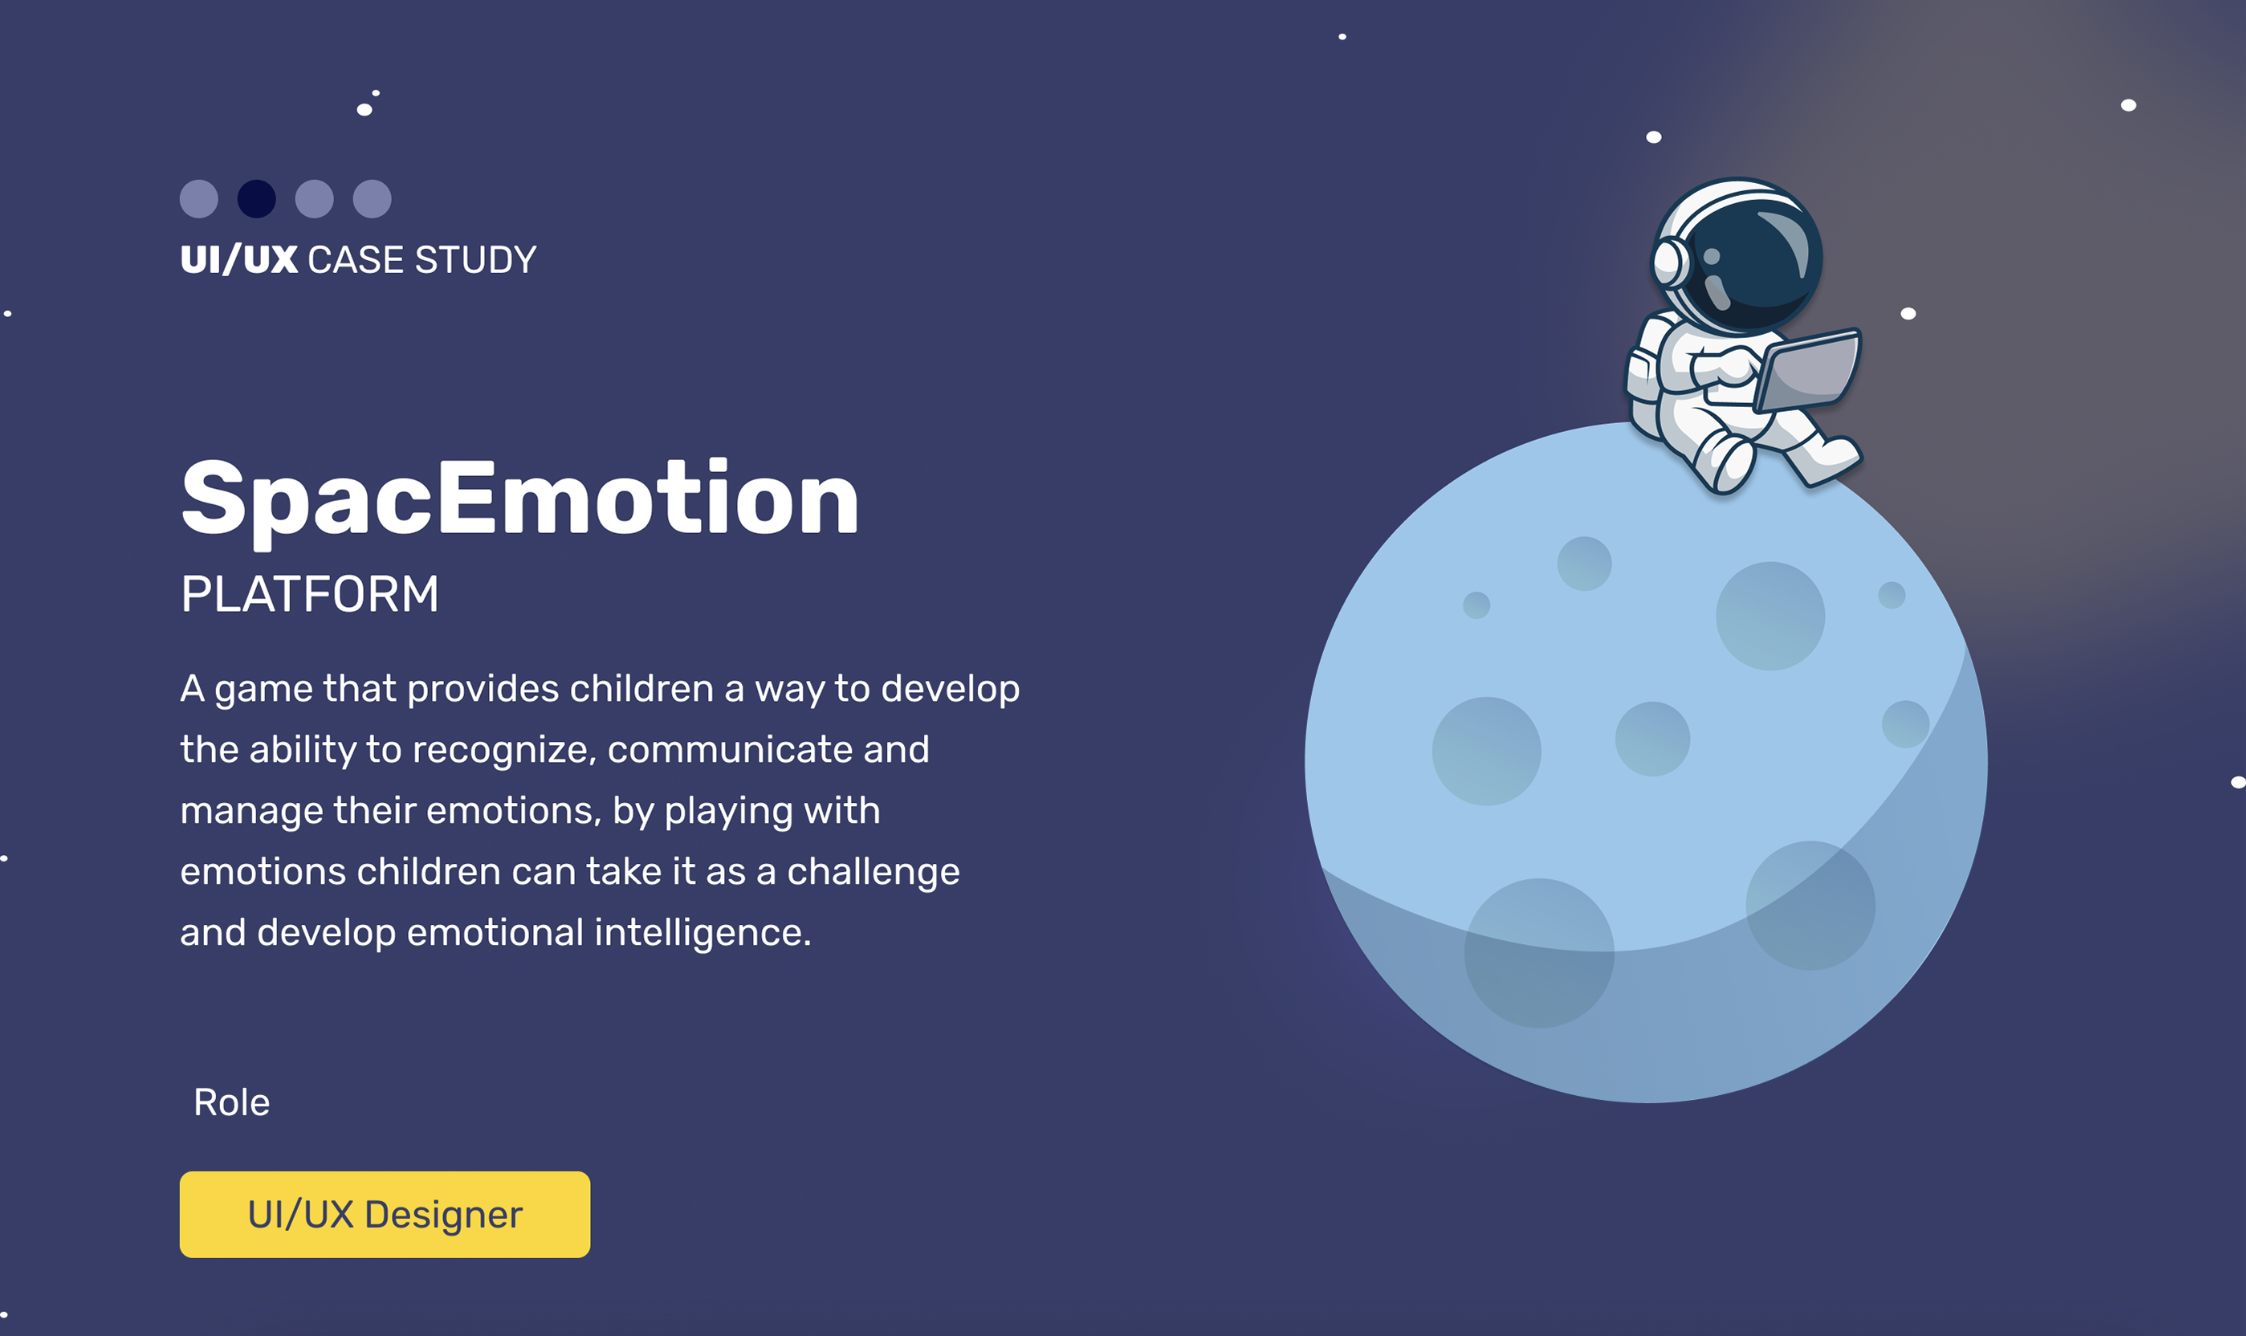 UI/UX CASE STUDY
SpacEmotion
PLATFORM
A game that provides children a way to develop
the ability to recognize, communicate and
manage their emotions, by playing with
emotions children can take it as a challenge
and develop emotional intelligence.
Role
UI/UX Designer